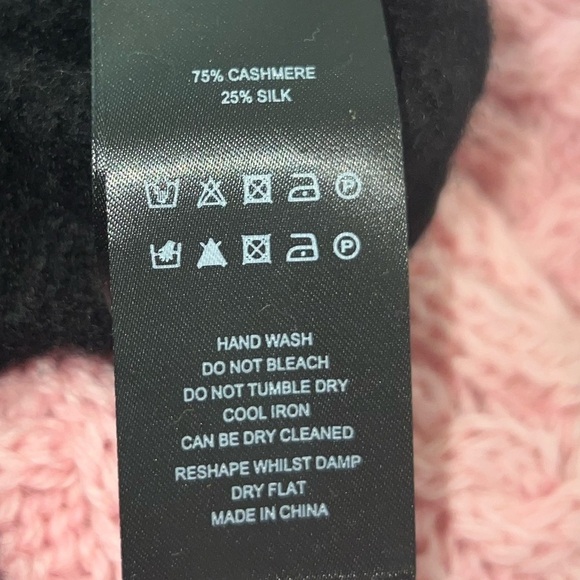 75% CASHMERE
25% SILK
P
P
HAND WASH
DO NOT BLEACH
DO NOT TUMBLE DRY
COOL IRON
CAN BE DRY CLEANED
RESHAPE WHILST DAMP
DRY FLAT
MADE IN CHINA